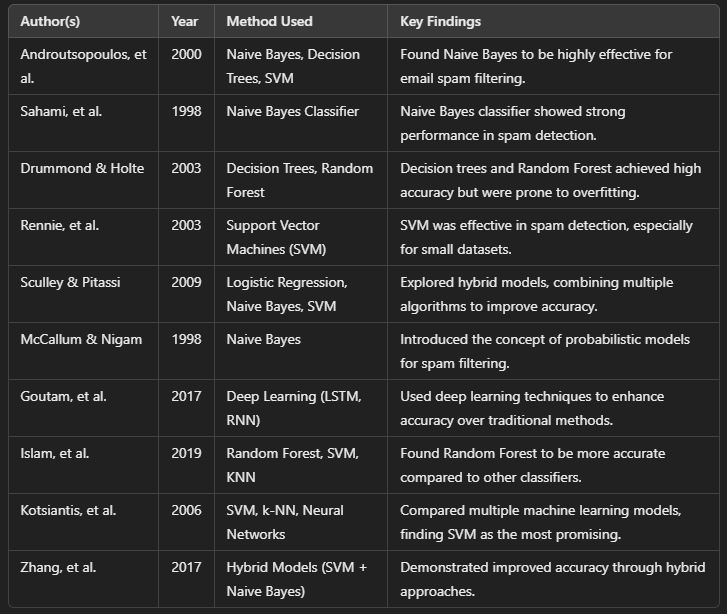 Author(s) Year Method Used Key Findings
Androutsopoulos, et 2000 Naive Bayes, Decision Found Naive Bayes to be highly effective for
al. Trees, SVM email spam filtering.
Sahami, et al. 1998 Naive Bayes Classifier Naive Bayes classifier showed strong
performance in spam detection.
Drummond & Holte 2003 Decision Trees, Random Decision trees and Random Forest achieved high
Forest accuracy but were prone to overfitting.
Rennie, et al. 2003 Support Vector SVM was effective in spam detection, especially
Machines (SVM) for small datasets.
Sculley & Pitassi 2009 Logistic Regression, Explored hybrid models, combining multiple
Naive Bayes, SVM algorithms to improve accuracy.
McCallum & Nigam 1998 Naive Bayes Introduced the concept of probabilistic models
for spam filtering.
Goutam, et al. 2017 Deep Learning (LSTM, Used deep learning techniques to enhance
RNN) accuracy over traditional methods.
Islam, et al. 2019 Random Forest, SVM, Found Random Forest to be more accurate
KNN compared to other classifiers.
Kotsiantis, et al. 2006 SVM, k-NN, Neural Compared multiple machine learning models,
Networks finding SVM as the most promising.
Zhang, et al. 2017 Hybrid Models (SVM + Demonstrated improved accuracy through hybrid
Naive Bayes) approaches.